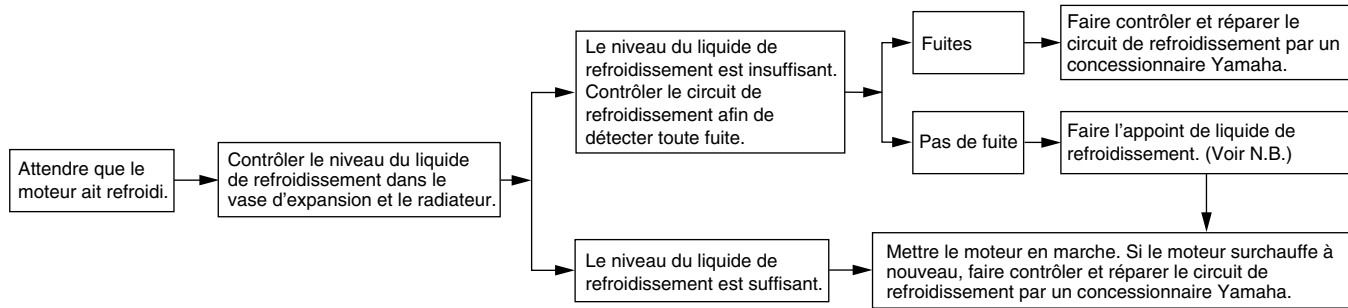 Attendre que le
moteur ait refroidi.
Contrôler le niveau du liquide
de refroidissement dans le
vase d'expansion et le radiateur.
Le niveau du liquide de
refroidissement est insuffisant.
Contrôler le circuit de
refroidissement afin de
détecter toute fuite.
Fuites
Faire contrôler et réparer le
circuit de refroidissement par un
concessionnaire Yamaha.
Pas de fuite
Faire l'appoint de liquide de
refroidissement. (Voir N.B.)
Le niveau du liquide de
refroidissement est suffisant.
Mettre le moteur en marche. Si le moteur surchauffe à
nouveau, faire contrôler et réparer le circuit de
refroidissement par un concessionnaire Yamaha.